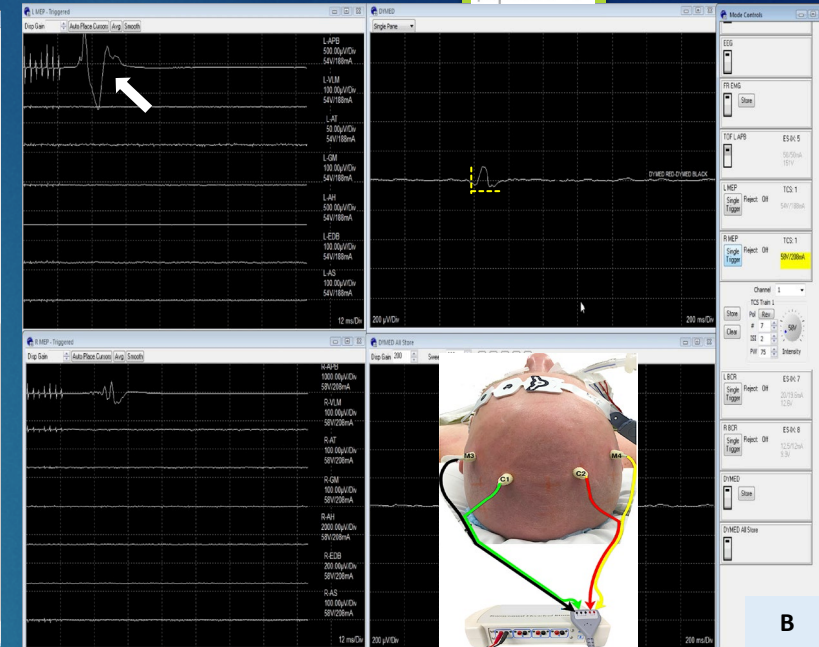 L MEP - Triggered
Disp Gain Auto Place Cursors Avg Smooth
L-APB
500.00µV/Div
54V/188mA
L-VLM
100.00µV/Div
54V/188mA
L-AT
50.00µV/Div
54V/188mA
L-GM
100.00µV/Div
54V/188mA
L-AH
500.00µV/Div
54V/188mA
L-EDB
100.00µV/Div
54V/188mA
L-AS
100.00µV/Div
54V/188mA
12 ms/Div
DYMED
Single Pane
DYMED RED-DYMED BLACK
200 µV/Div
200 ms/Div
R MEP - Triggered
Disp Gain Auto Place Cursors Avg Smooth
R-APB
1000.00µV/Div
58V/208mA
R-VLM
100.00µV/Div
58V/208mA
R-AT
100.00µV/Div
58V/208mA
R-GM
100.00µV/Div
58V/208mA
R-AH
2000.00µV/Div
58V/208mA
R-EDB
200.00µV/Div
58V/208mA
R-AS
100.00µV/Div
58V/208mA
12 ms/Div
DYMED All Store
Disp Gain 200
M3
M4
C1
C2
200 µV/Div
200 ms/Div
Mode Controls
EEG
FR EMG
Store
TOF L APB
ES-IX: 5
L MEP
TCS: 1
Single Trigger
Reject Off
54V/188mA
R MEP
TCS: 1
Single Trigger
Reject Off
58V/208mA
Channel 1
TCS Train 1
Store
Pol Rev
# 7
58V
Clear
ISI 2
PW 75 Intensity
L BCR
ES-IX: 7
Single Trigger
Reject Off
R BCR
ES-IX: 8
Single Trigger
Reject Off
DYMED
Store
DYMED All Store
B